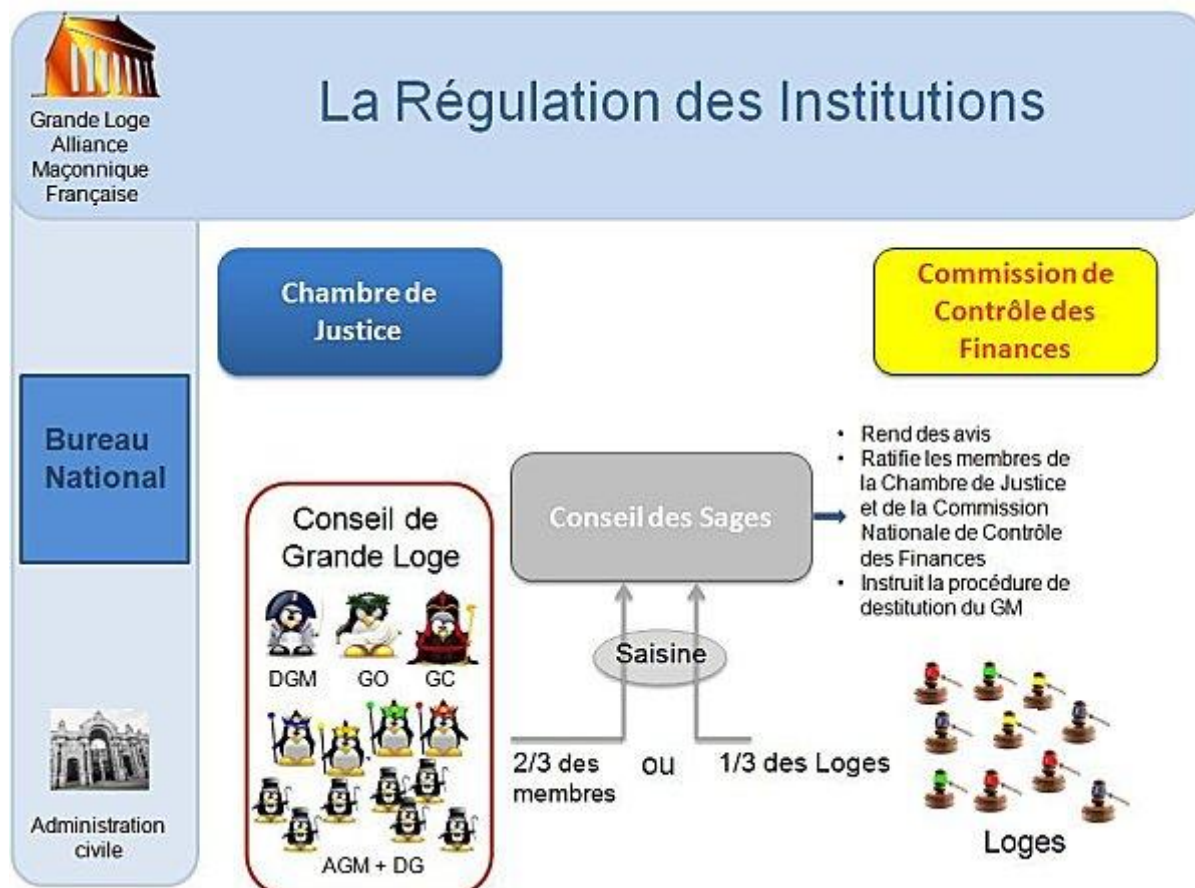 Grande Loge
Alliance
Maçonnique
Française
La Régulation des Institutions
Chambre de
Justice
Commission de
Contrôle des
Finances
Bureau
National
Conseil de
Grande Loge
DGM GO GC
AGM + DG
Conseil des Sages
• Rend des avis
• Ratifie les membres de
la Chambre de Justice
et de la Commission
Nationale de Contrôle
des Finances
• Instruit la procédure de
destitution du GM
Saisine
2/3 des
membres
ou
1/3 des Loges
Loges
Administration
civile